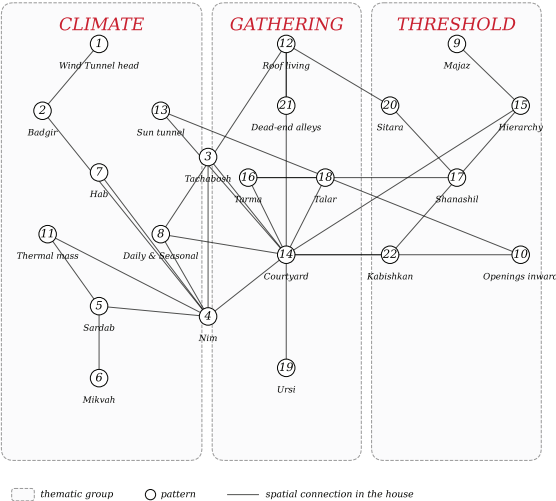 CLIMATE
GATHERING
THRESHOLD
1
Wind Tunnel head
12
Roof living
9
Majaz
2
Badgir
13
Sun tunnel
21
Dead-end alleys
20
Sitara
15
Hierarchy
3
Tachabosh
7
Hab
16
Tarma
18
Talar
17
Shanashil
11
Thermal mass
8
Daily & Seasonal
14
Courtyard
22
Kabishkan
10
Openings inward
5
Sardab
4
Nim
6
Mikvah
19
Ursi
thematic group
pattern
spatial connection in the house